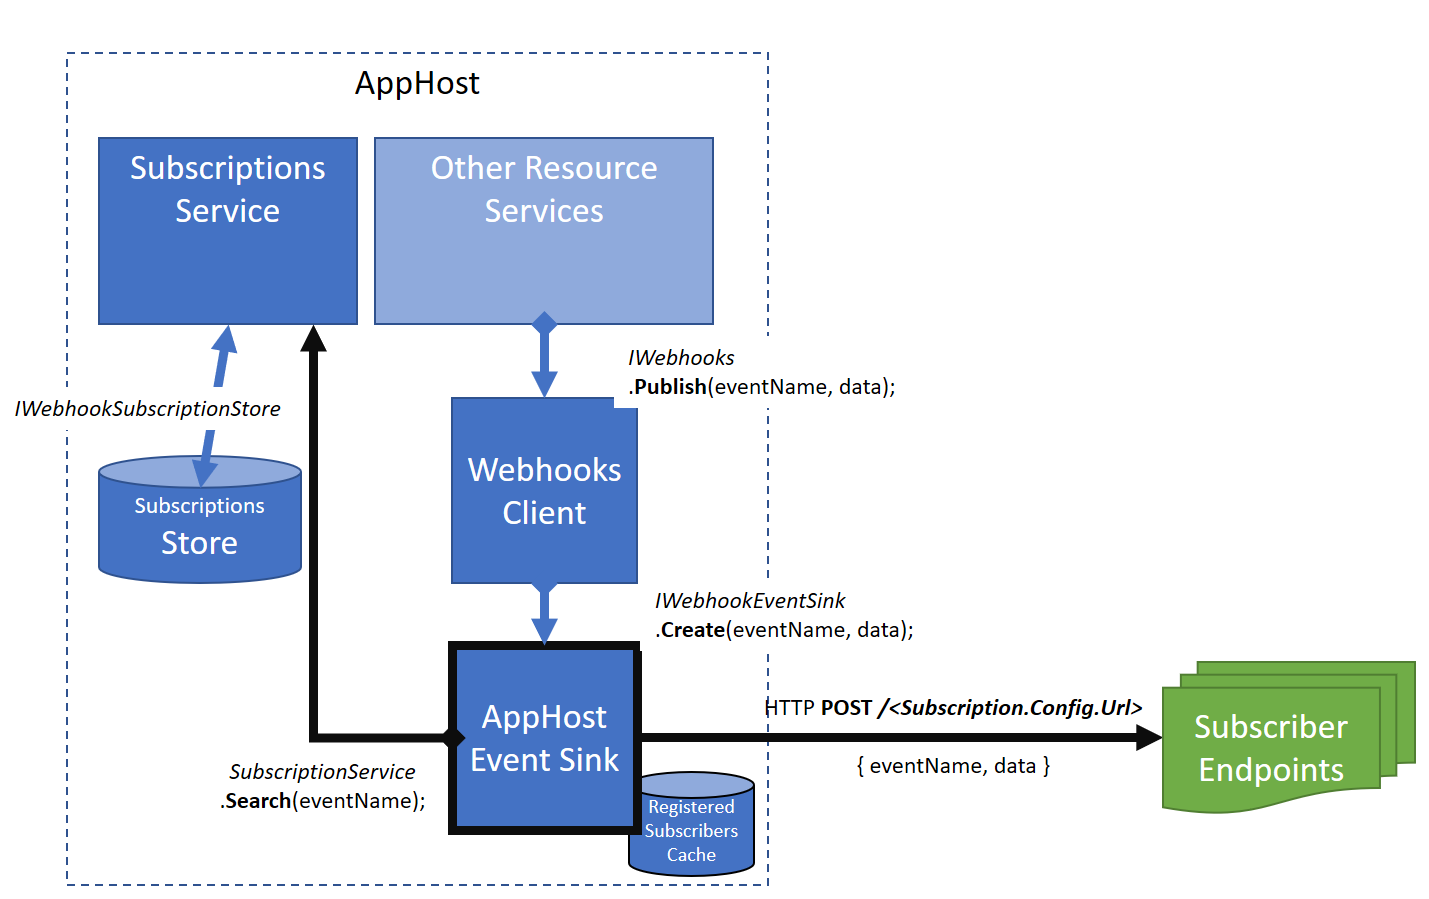 AppHost
Subscriptions
Service
Other Resource
Services
IWebhooks
.Publish(eventName, data);
IWebhookSubscriptionStore
Subscriptions
Store
Webhooks
Client
IWebhookEventSink
.Create(eventName, data);
AppHost
Event Sink
SubscriptionService
.Search(eventName);
HTTP POST /<Subscription.Config.Url>
{ eventName, data }
Subscriber
Endpoints
Registered
Subscribers
Cache